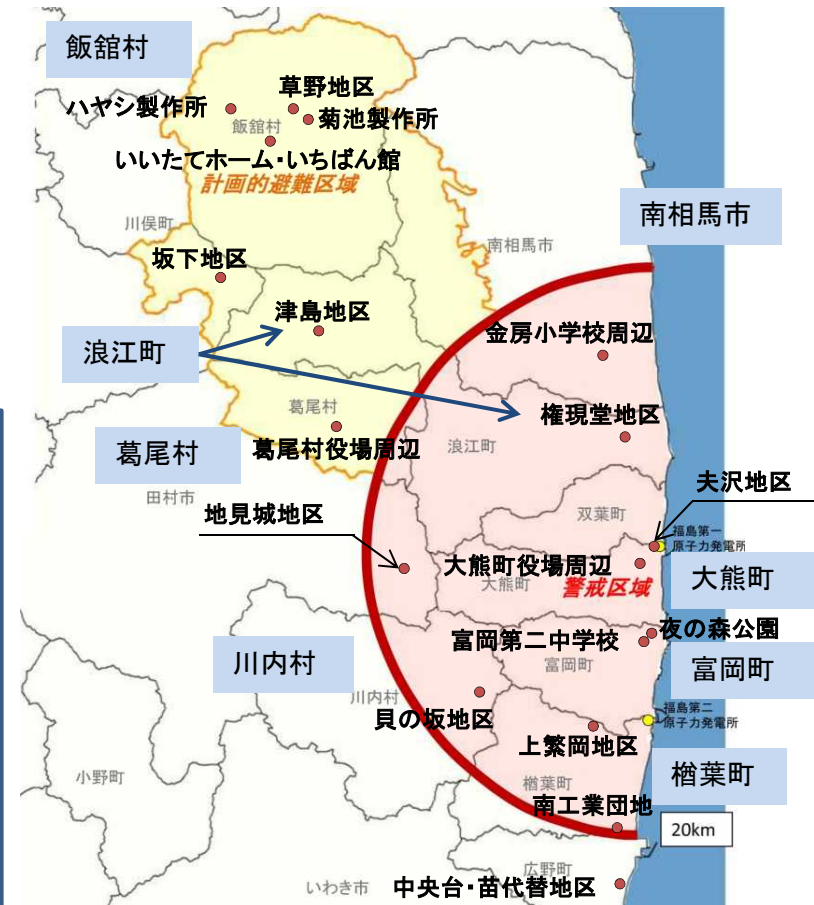 飯舘村
草野地区
ハヤシ製作所
菊池製作所
飯舘村
いいたてホーム・いちばん館
計画的避難区域
南相馬市
川俣町
南相馬市
坂下地区
津島地区
金房小学校周辺
浪江町
葛尾村
権現堂地区
葛尾村
葛尾村役場周辺
浪江町
夫沢地区
田村市
地見城地区
双葉町
福島第一
原子力発電所
大熊町役場周辺
大熊町
警戒区域
大熊町
夜の森公園
富岡第二中学校
川内村
富岡町
富岡町
川内村
貝の坂地区
福島第二
原子力発電所
上繁岡地区
小野町
楢葉町
楢葉町
南工業団地
20km
広野町
いわき市
中央台・苗代替地区